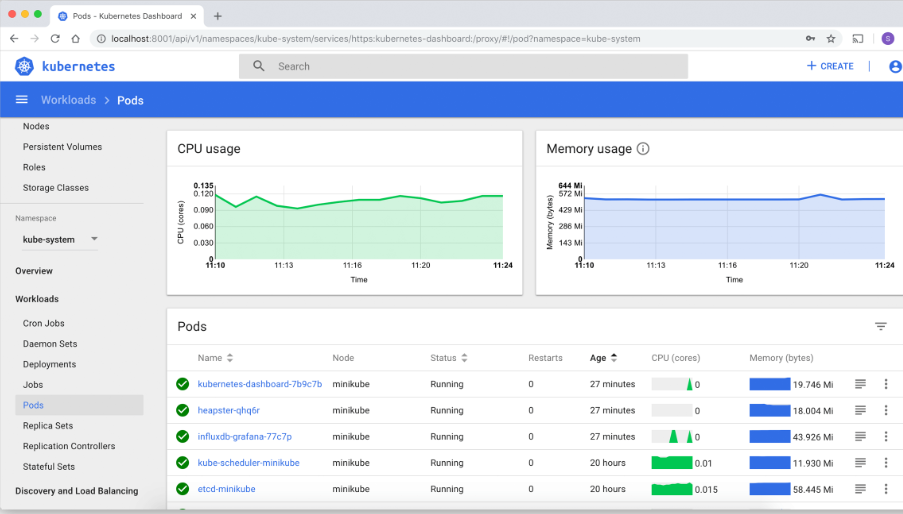 Pods - Kubernetes Dashboard
localhost:8001/api/v1/namespaces/kube-system/services/https:kubernetes-dashboard:/proxy/#!/pod?namespace=kube-system
S
kubernetes
Search
+ CREATE
Workloads > Pods
Nodes
Persistent Volumes
Roles
Storage Classes
Namespace
kube-system
Overview
Workloads
Cron Jobs
Daemon Sets
Deployments
Jobs
Pods
Replica Sets
Replication Controllers
Stateful Sets
Discovery and Load Balancing
CPU usage
CPU (cores)
0.135
0.120
0.090
0.060
0.030
0
11:10 11:13 11:16 11:20 11:24
Time
Memory usage
Memory (bytes)
644 Mi
572 Mi
429 Mi
286 Mi
143 Mi
0
11:10 11:13 11:16 11:20 11:24
Time
Pods
Name Node Status Restarts Age CPU (cores) Memory (bytes)
kubernetes-dashboard-7b9c7b minikube Running 0 27 minutes 0 19.746 Mi
heapster-qhq6r minikube Running 0 27 minutes 0 18.004 Mi
influxdb-grafana-77c7p minikube Running 0 27 minutes 0 43.926 Mi
kube-scheduler-minikube minikube Running 0 20 hours 0.01 11.930 Mi
etcd-minikube minikube Running 0 20 hours 0.015 58.445 Mi